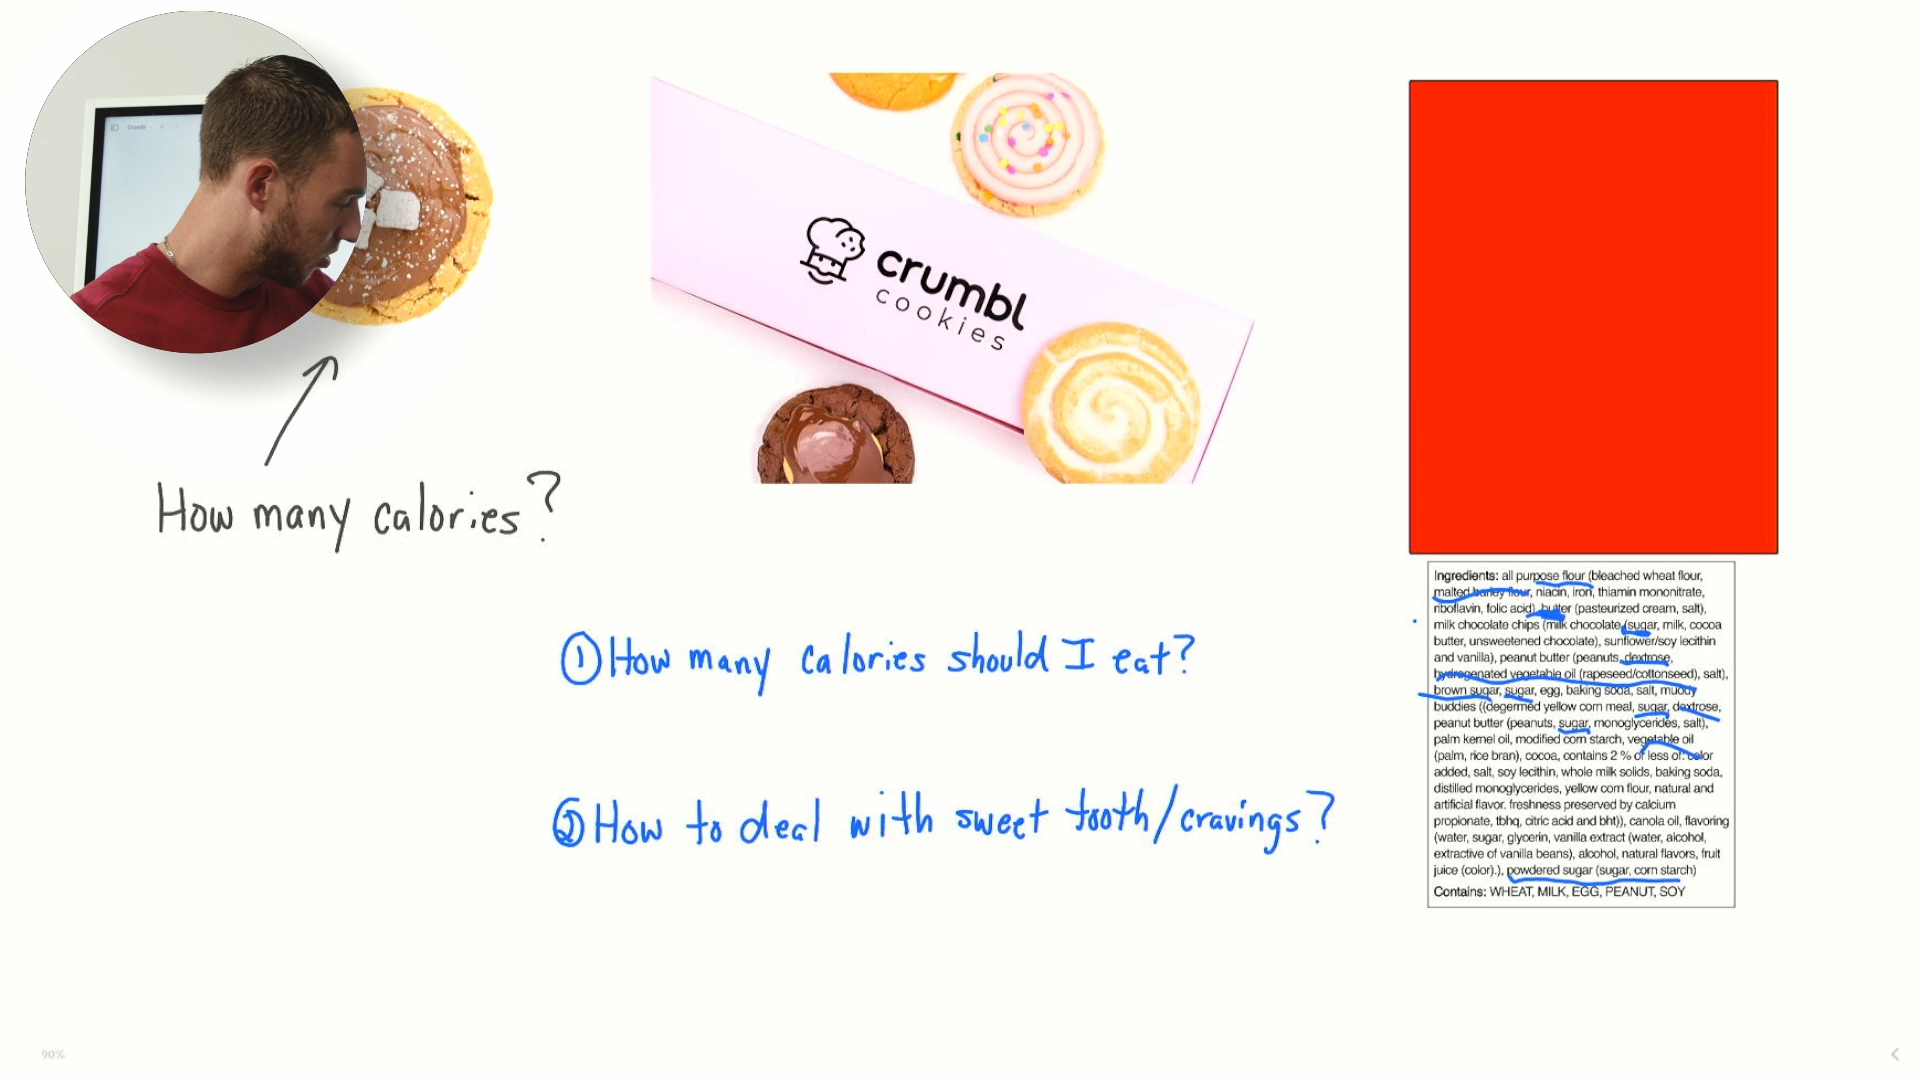 Crumbl
crumbl
cookies
How many calories?
① How many calories should I eat?
② How to deal with sweet tooth/cravings?
Ingredients: all purpose flour (bleached wheat flour,
malted barley flour, niacin, iron, thiamin mononitrate,
riboflavin, folic acid), butter (pasteurized cream, salt),
milk chocolate chips (milk chocolate (sugar, milk, cocoa
butter, unsweetened chocolate), sunflower/soy lecithin
and vanilla), peanut butter (peanuts, dextrose,
hydrogenated vegetable oil (rapeseed/cottonseed), salt),
brown sugar, sugar, egg, baking soda, salt, muddy
buddies ((degermed yellow corn meal, sugar, dextrose,
peanut butter (peanuts, sugar, monoglycerides, salt),
palm kernel oil, modified corn starch, vegetable oil
(palm, rice bran), cocoa, contains 2 % or less of: color
added, salt, soy lecithin, whole milk solids, baking soda,
distilled monoglycerides, yellow corn flour, natural and
artificial flavor. freshness preserved by calcium
propionate, tbhq, citric acid and bht)), canola oil, flavoring
(water, sugar, glycerin, vanilla extract (water, alcohol,
extractive of vanilla beans), alcohol, natural flavors, fruit
juice (color).), powdered sugar (sugar, corn starch)
Contains: WHEAT, MILK, EGG, PEANUT, SOY
90%